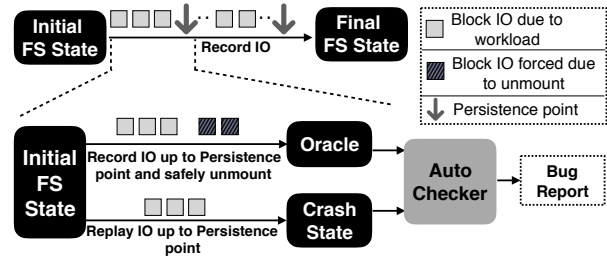 Initial
FS State
Record IO
Final
FS State
Block IO due to
workload
Block IO forced due
to unmount
Persistence point
Initial
FS
State
Record IO up to Persistence
point and safely unmount
Oracle
Replay IO up to Persistence
point
Crash
State
Auto
Checker
Bug
Report